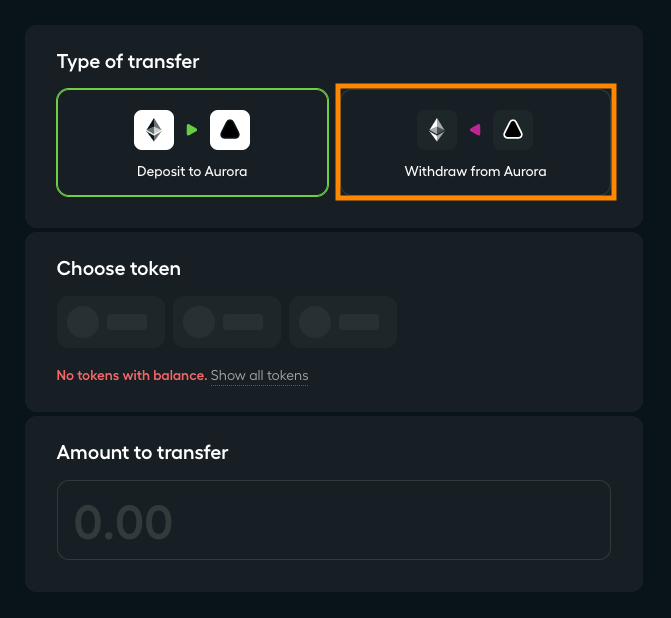 Type of transfer
Deposit to Aurora
Withdraw from Aurora
Choose token
No tokens with balance. Show all tokens
Amount to transfer
0.00